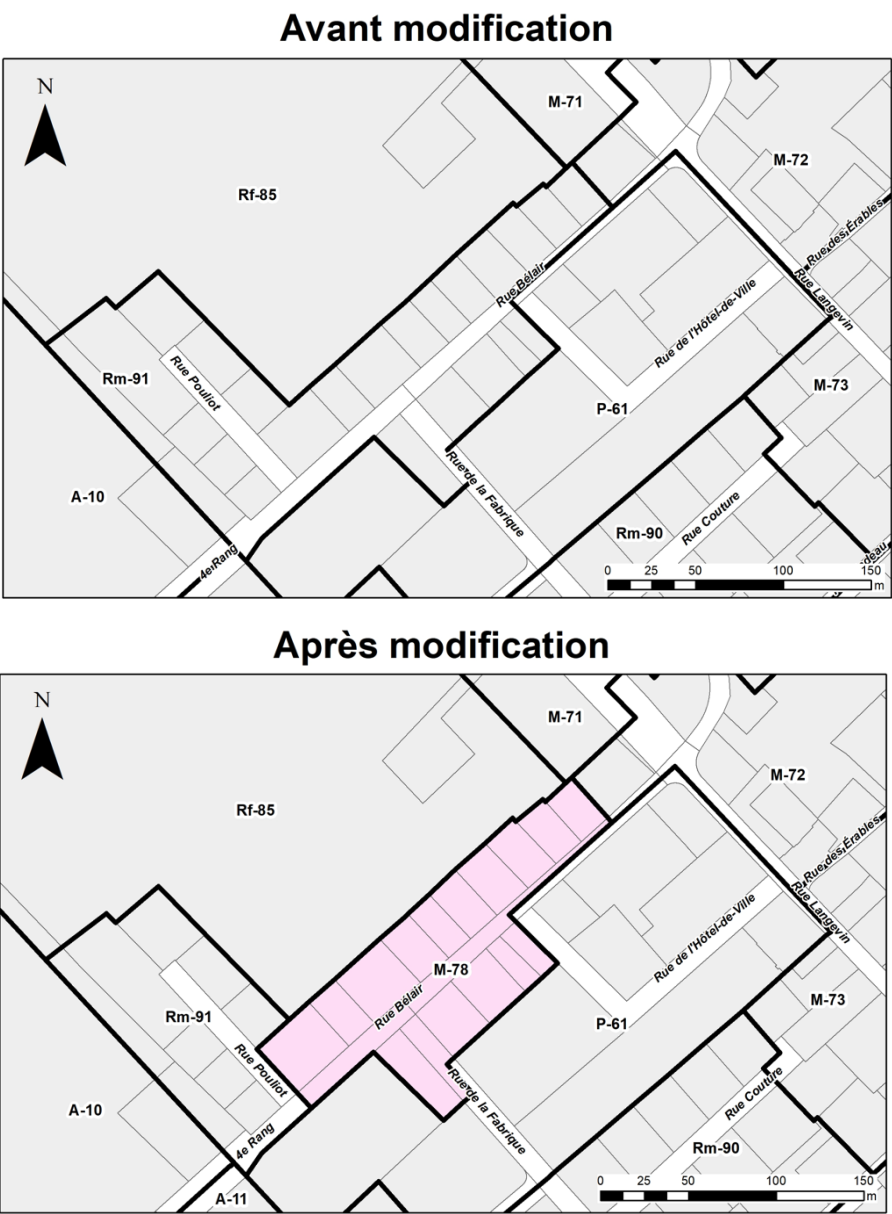 Avant modification
N
M-71
M-72
Rf-85
Rue des Érables
Rue Bélair
Rue Langevin
Rue de l'Hôtel-de-Ville
Rm-91
Rue Pouliot
M-73
P-61
A-10
Rue de la Fabrique
Rm-90
Rue Couture
4e Rang
0 25 50 100 150
m
Après modification
N
M-71
M-72
Rf-85
Rue des Érables
Rue Langevin
Rue de l'Hôtel-de-Ville
M-78
Rue Bélair
M-73
Rm-91
P-61
Rue Pouliot
Rue de la Fabrique
Rue Couture
A-10
4e Rang
Rm-90
A-11
0 25 50 100 150
m